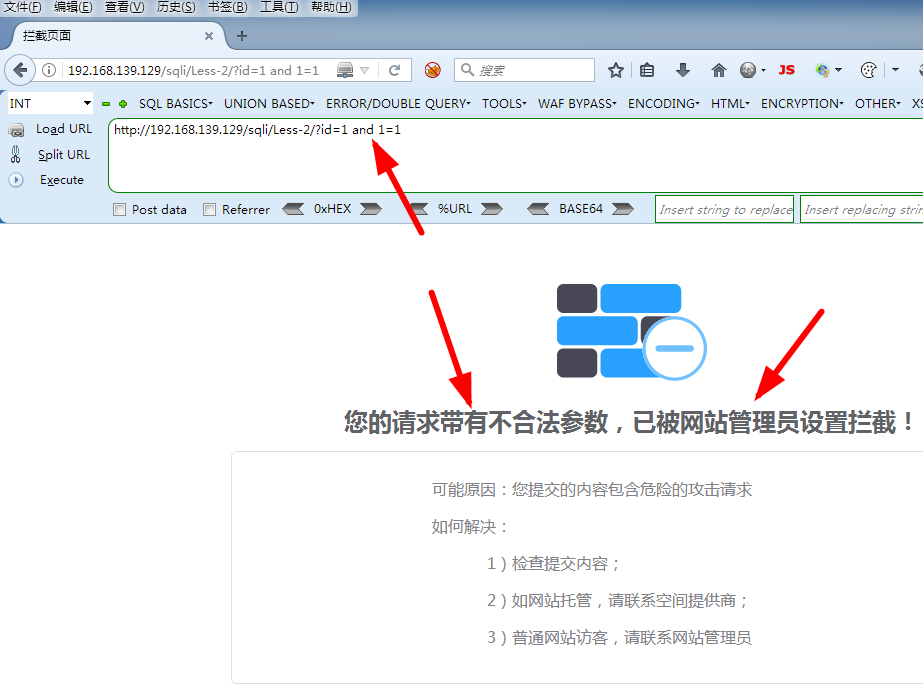 文件(F) 编辑(E) 查看(V) 历史(S) 书签(B) 工具(T) 帮助(H)
拦截页面
192.168.139.129/sqli/Less-2/?id=1 and 1=1
搜索
JS
INT
SQL BASICS UNION BASED ERROR/DOUBLE QUERY TOOLS WAF BYPASS ENCODING HTML ENCRYPTION OTHER XS
Load URL
http://192.168.139.129/sqli/Less-2/?id=1 and 1=1
Split URL
Execute
Post data Referrer 0xHEX %URL BASE64 Insert string to replace Insert replacing strin
您的请求带有不合法参数，已被网站管理员设置拦截！
可能原因：您提交的内容包含危险的攻击请求
如何解决：
1）检查提交内容；
2）如网站托管，请联系空间提供商；
3）普通网站访客，请联系网站管理员